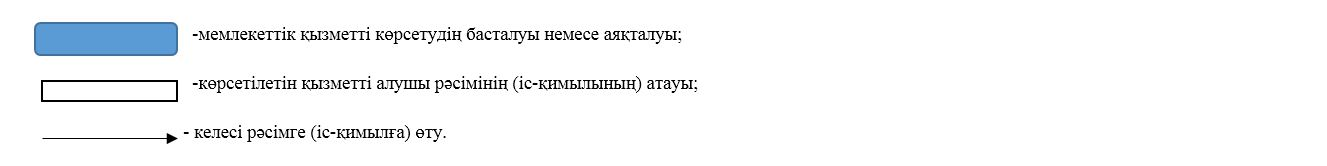 -мемлекеттік қызметті көрсетудің басталуы немесе аяқталуы;
-көрсетілетін қызметті алушы рәсімінің (іс-қимылының) атауы;
- келесі рәсімге (іс-қимылға) өту.